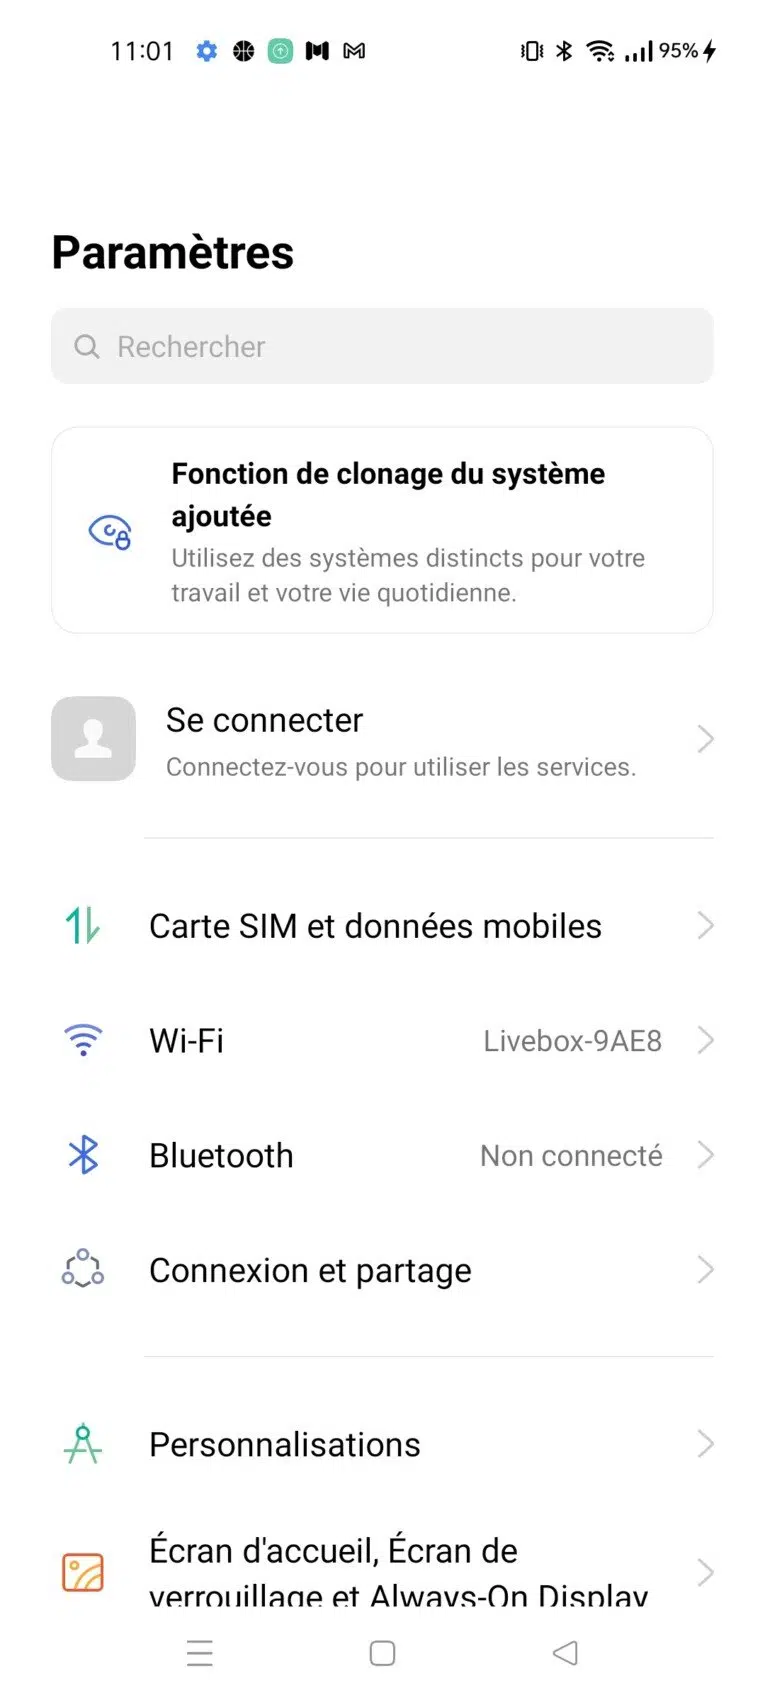 11:01 95%
Paramètres
Rechercher
Fonction de clonage du système
ajoutée
Utilisez des systèmes distincts pour votre
travail et votre vie quotidienne.
Se connecter
Connectez-vous pour utiliser les services.
Carte SIM et données mobiles
Wi-Fi Livebox-9AE8
Bluetooth Non connecté
Connexion et partage
Personnalisations
Écran d'accueil, Écran de
verrouillage et Always-On Display